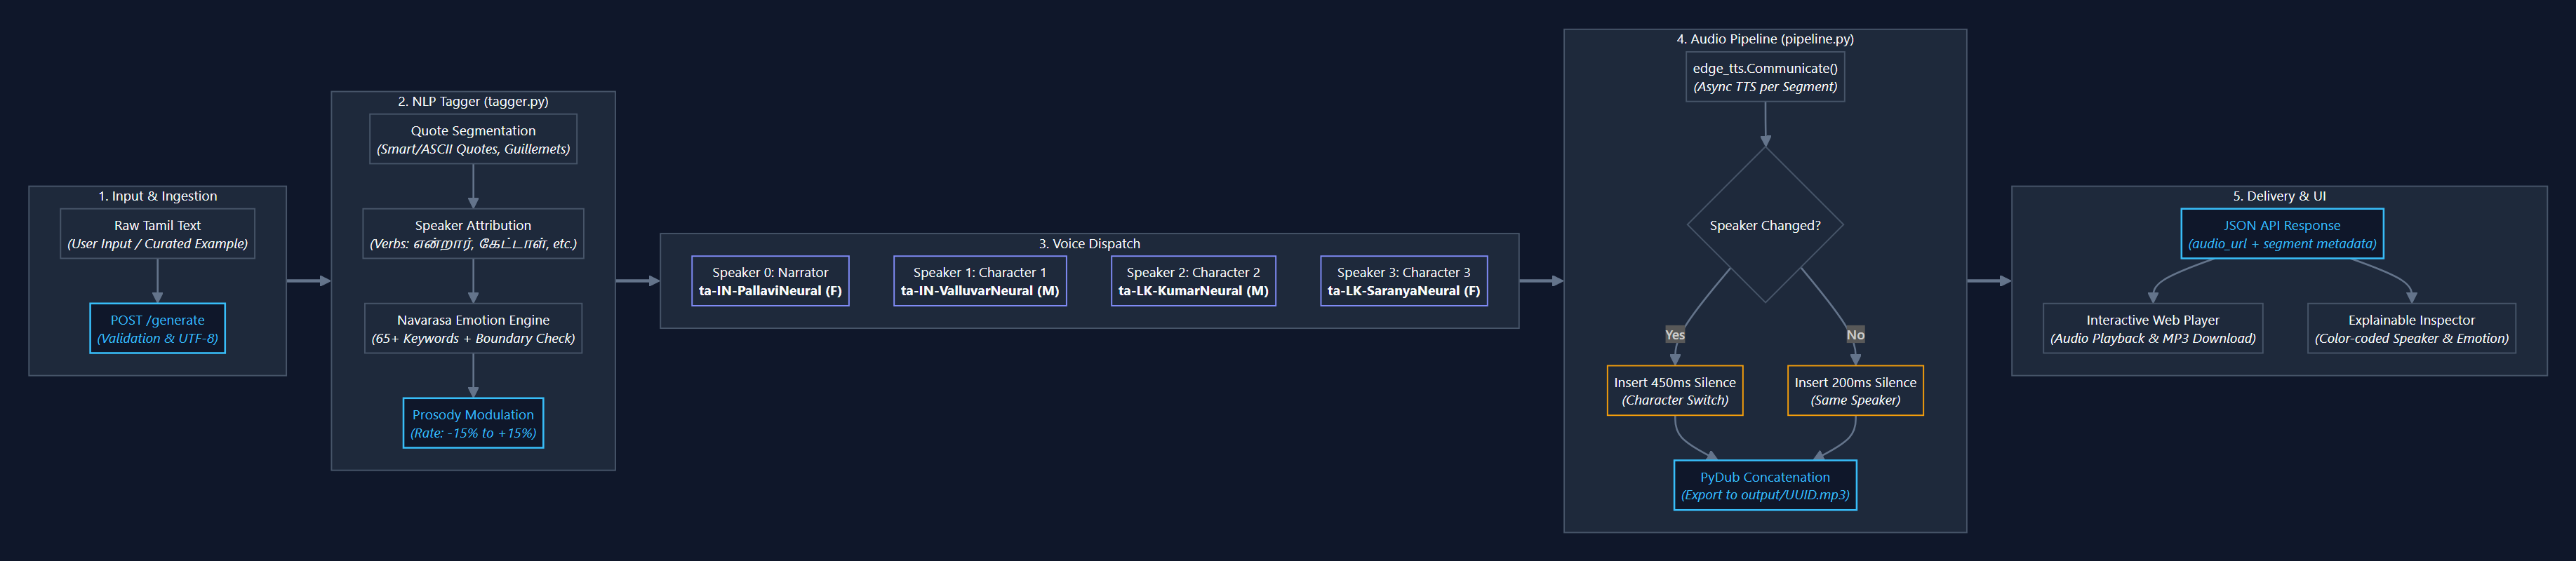 1. Input & Ingestion
Raw Tamil Text
(User Input / Curated Example)
POST /generate
(Validation & UTF-8)
2. NLP Tagger (tagger.py)
Quote Segmentation
(Smart/ASCII Quotes, Guillemets)
Speaker Attribution
(Verbs: என்றார், கேட்டாள், etc.)
Navarasa Emotion Engine
(65+ Keywords + Boundary Check)
Prosody Modulation
(Rate: -15% to +15%)
3. Voice Dispatch
Speaker 0: Narrator
ta-IN-PallaviNeural (F)
Speaker 1: Character 1
ta-IN-ValluvarNeural (M)
Speaker 2: Character 2
ta-LK-KumarNeural (M)
Speaker 3: Character 3
ta-LK-SaranyaNeural (F)
4. Audio Pipeline (pipeline.py)
edge_tts.Communicate()
(Async TTS per Segment)
Speaker Changed?
Yes
No
Insert 450ms Silence
(Character Switch)
Insert 200ms Silence
(Same Speaker)
PyDub Concatenation
(Export to output/UUID.mp3)
5. Delivery & UI
JSON API Response
(audio_url + segment metadata)
Interactive Web Player
(Audio Playback & MP3 Download)
Explainable Inspector
(Color-coded Speaker & Emotion)